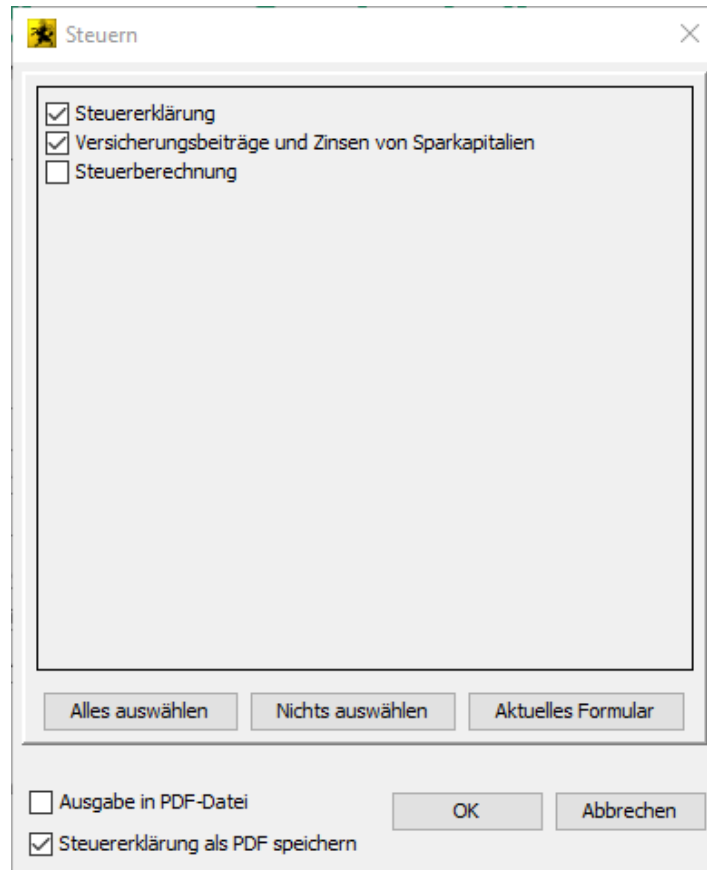 Steuern
Steuererklärung
Versicherungsbeiträge und Zinsen von Sparkapitalien
Steuerberechnung
Alles auswählen
Nichts auswählen
Aktuelles Formular
Ausgabe in PDF-Datei
OK
Abbrechen
Steuererklärung als PDF speichern